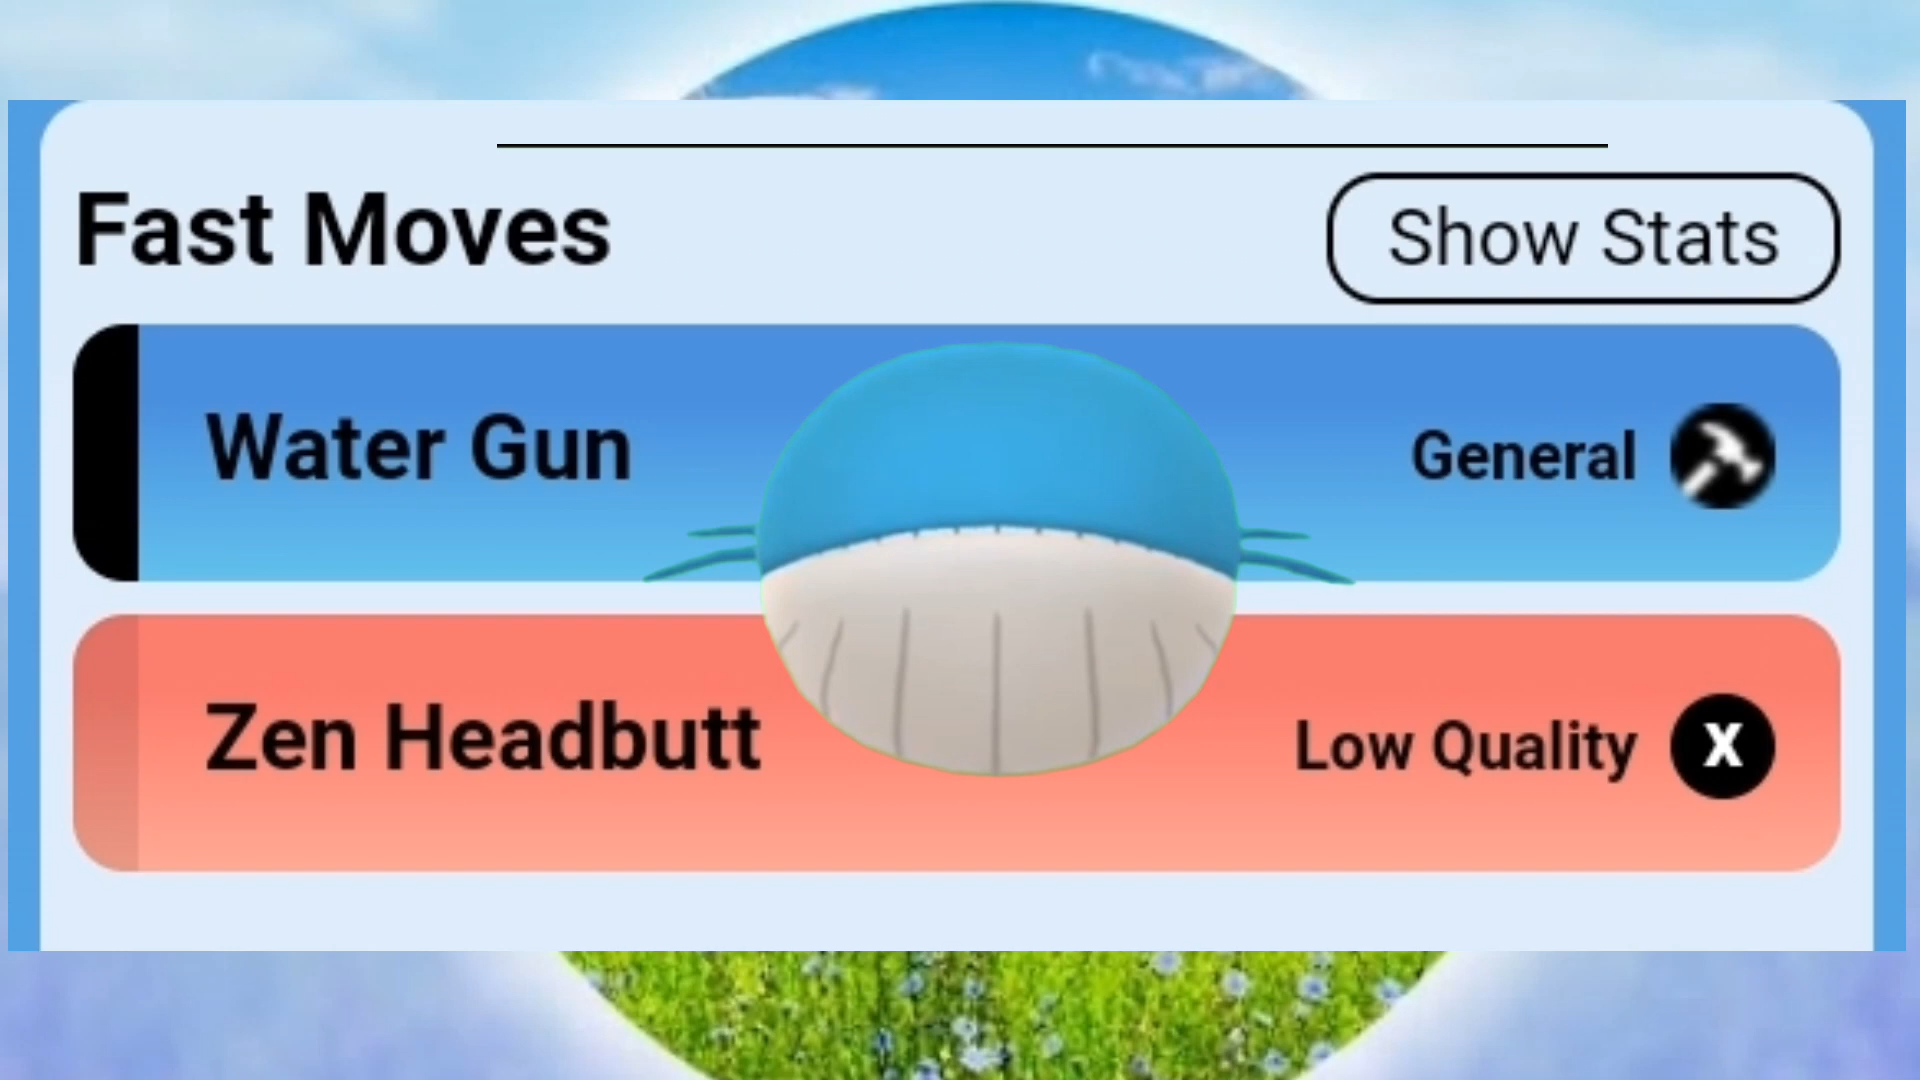 Fast Moves
Show Stats
Water Gun
General
Zen Headbutt
Low Quality
X